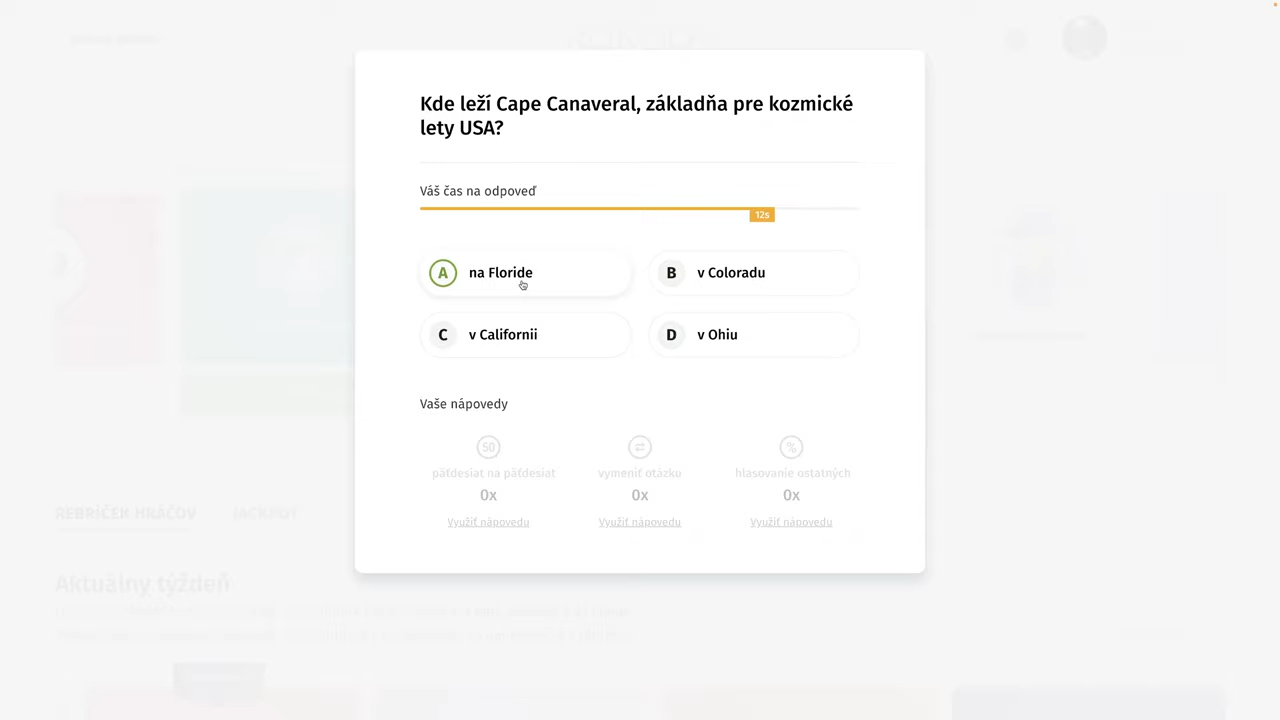 Kde leží Cape Canaveral, základňa pre kozmické
lety USA?
Váš čas na odpoveď
12s
A na Floride
B v Coloradu
C v Californii
D v Ohiu
Vaše nápovedy
50 % 
päťdesiat na päťdesiat vymeniť otázku hlasovanie ostatných
0x 0x 0x
Využiť nápovedu Využiť nápovedu Využiť nápovedu
REBRÍČEK HRÁČOV JACKPOT
Aktuálny týždeň